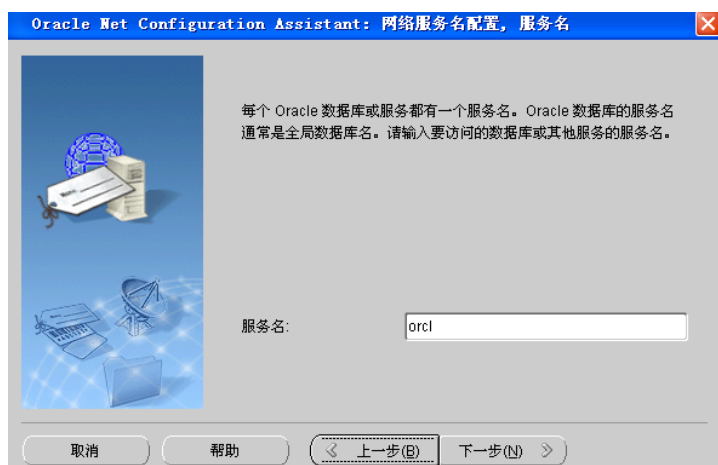 Oracle Net Configuration Assistant: 网络服务名配置, 服务名
每个 Oracle 数据库或服务都有一个服务名。Oracle 数据库的服务名
通常是全局数据库名。请输入要访问的数据库或其他服务的服务名。
服务名:
orcl
取消
帮助
上一步(B)
下一步(N)